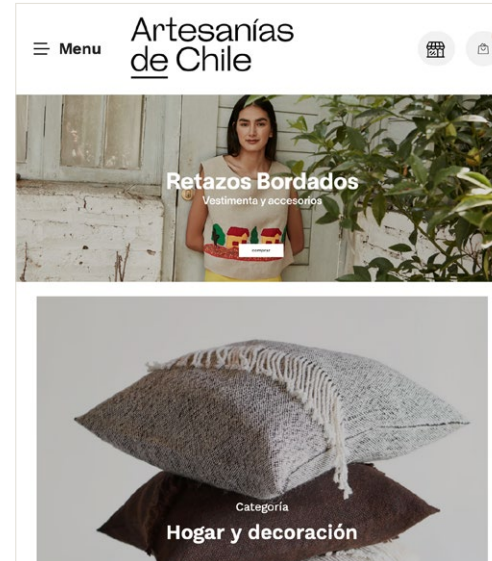 Menu
Artesanías
de Chile
Retazos Bordados
Vestimenta y accesorios
Categoría
Hogar y decoración